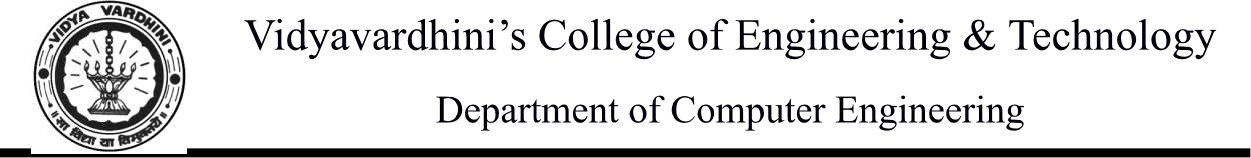 Vidyavardhini’s College of Engineering & Technology
Department of Computer Engineering
VIDYA VARDHINI
॥ सा विद्या या विमुक्तये ॥